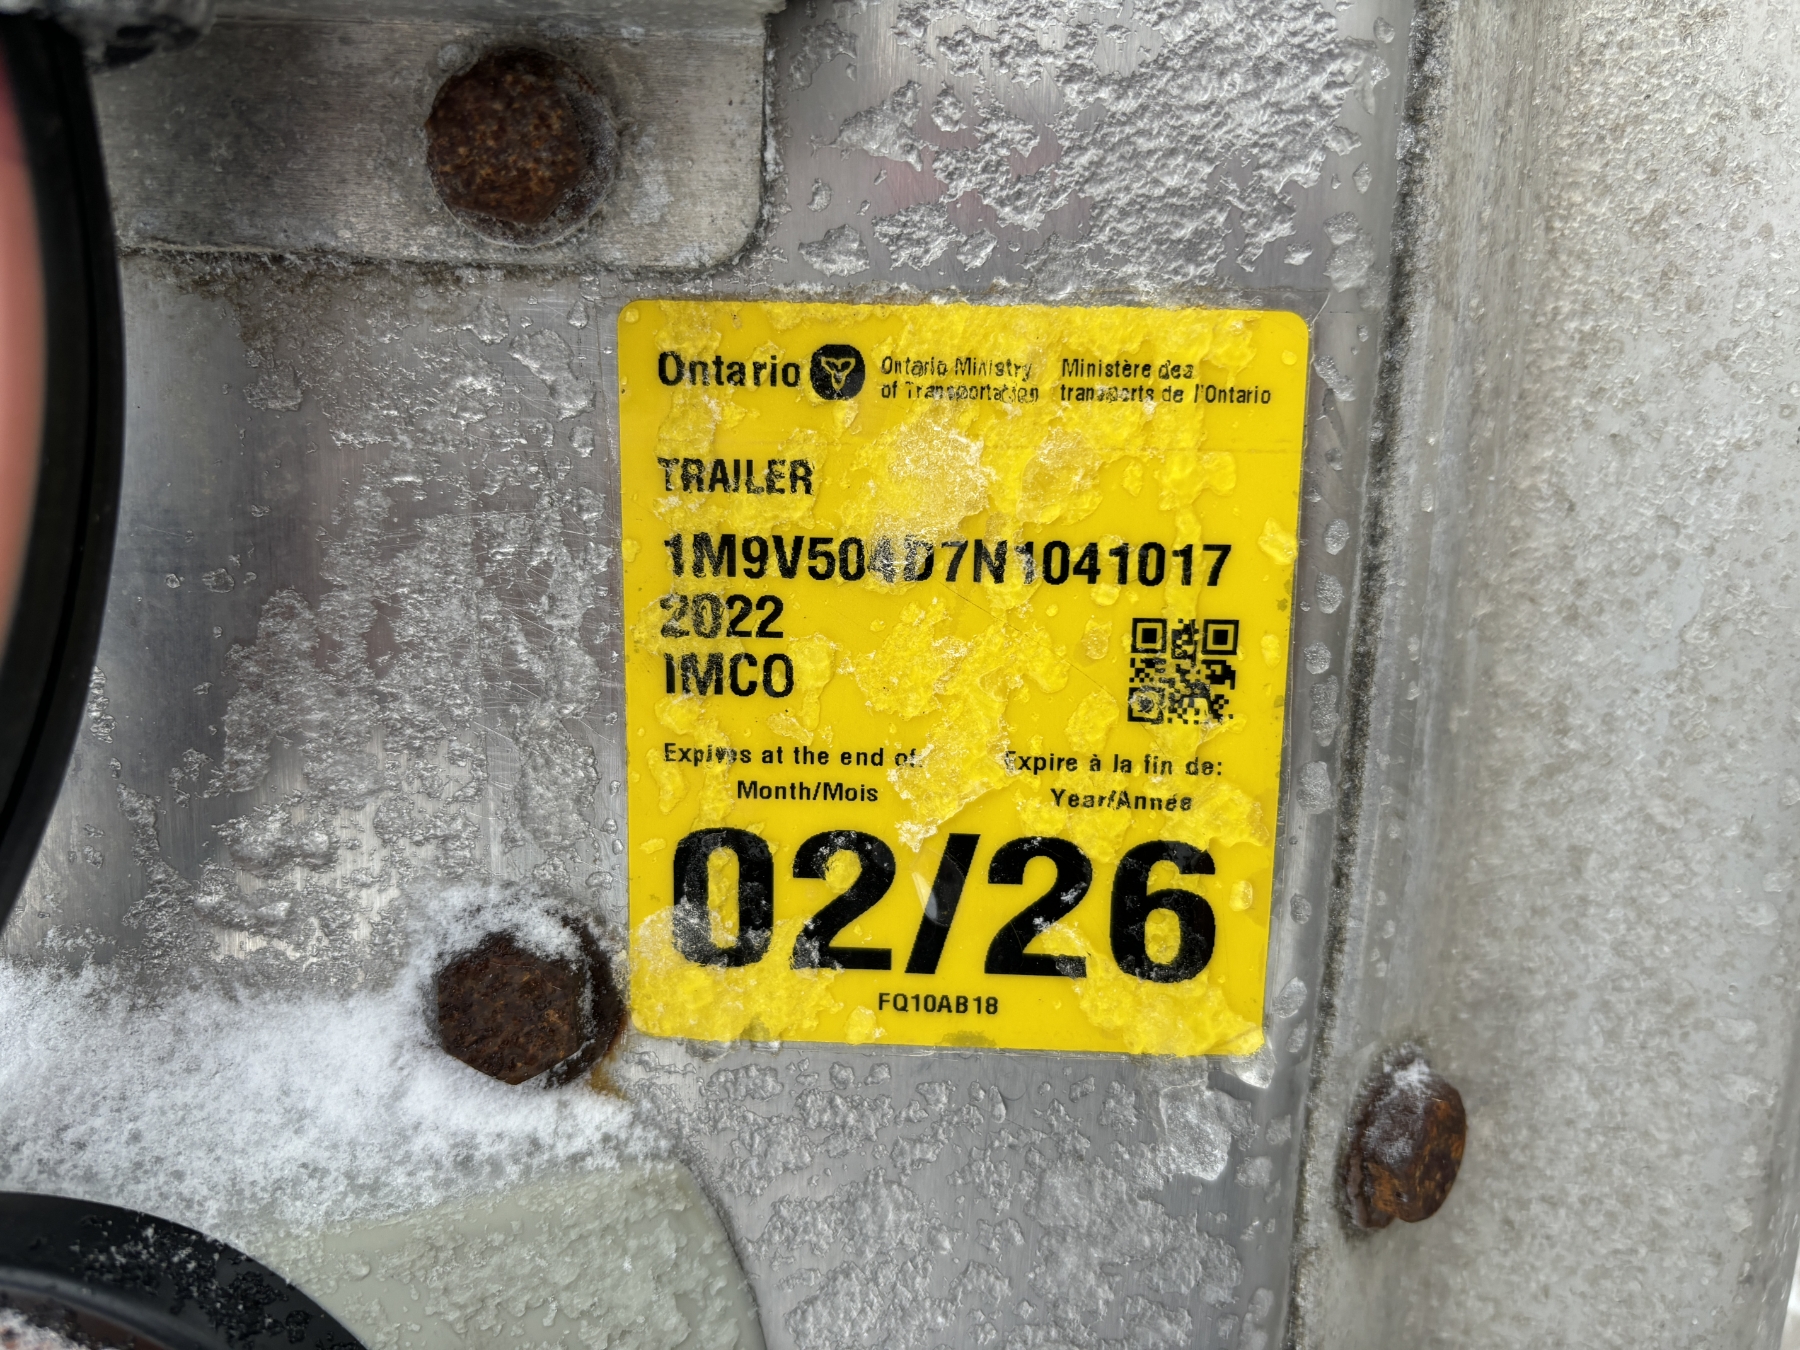 Ontario
Ontario Ministry
of Transportation
Ministère des
transports de l'Ontario
TRAILER
1M9V504D7N1041017
2022
IMCO
Expires at the end of:
Month/Mois
Expire à la fin de:
Year/Année
02/26
FQ10AB18